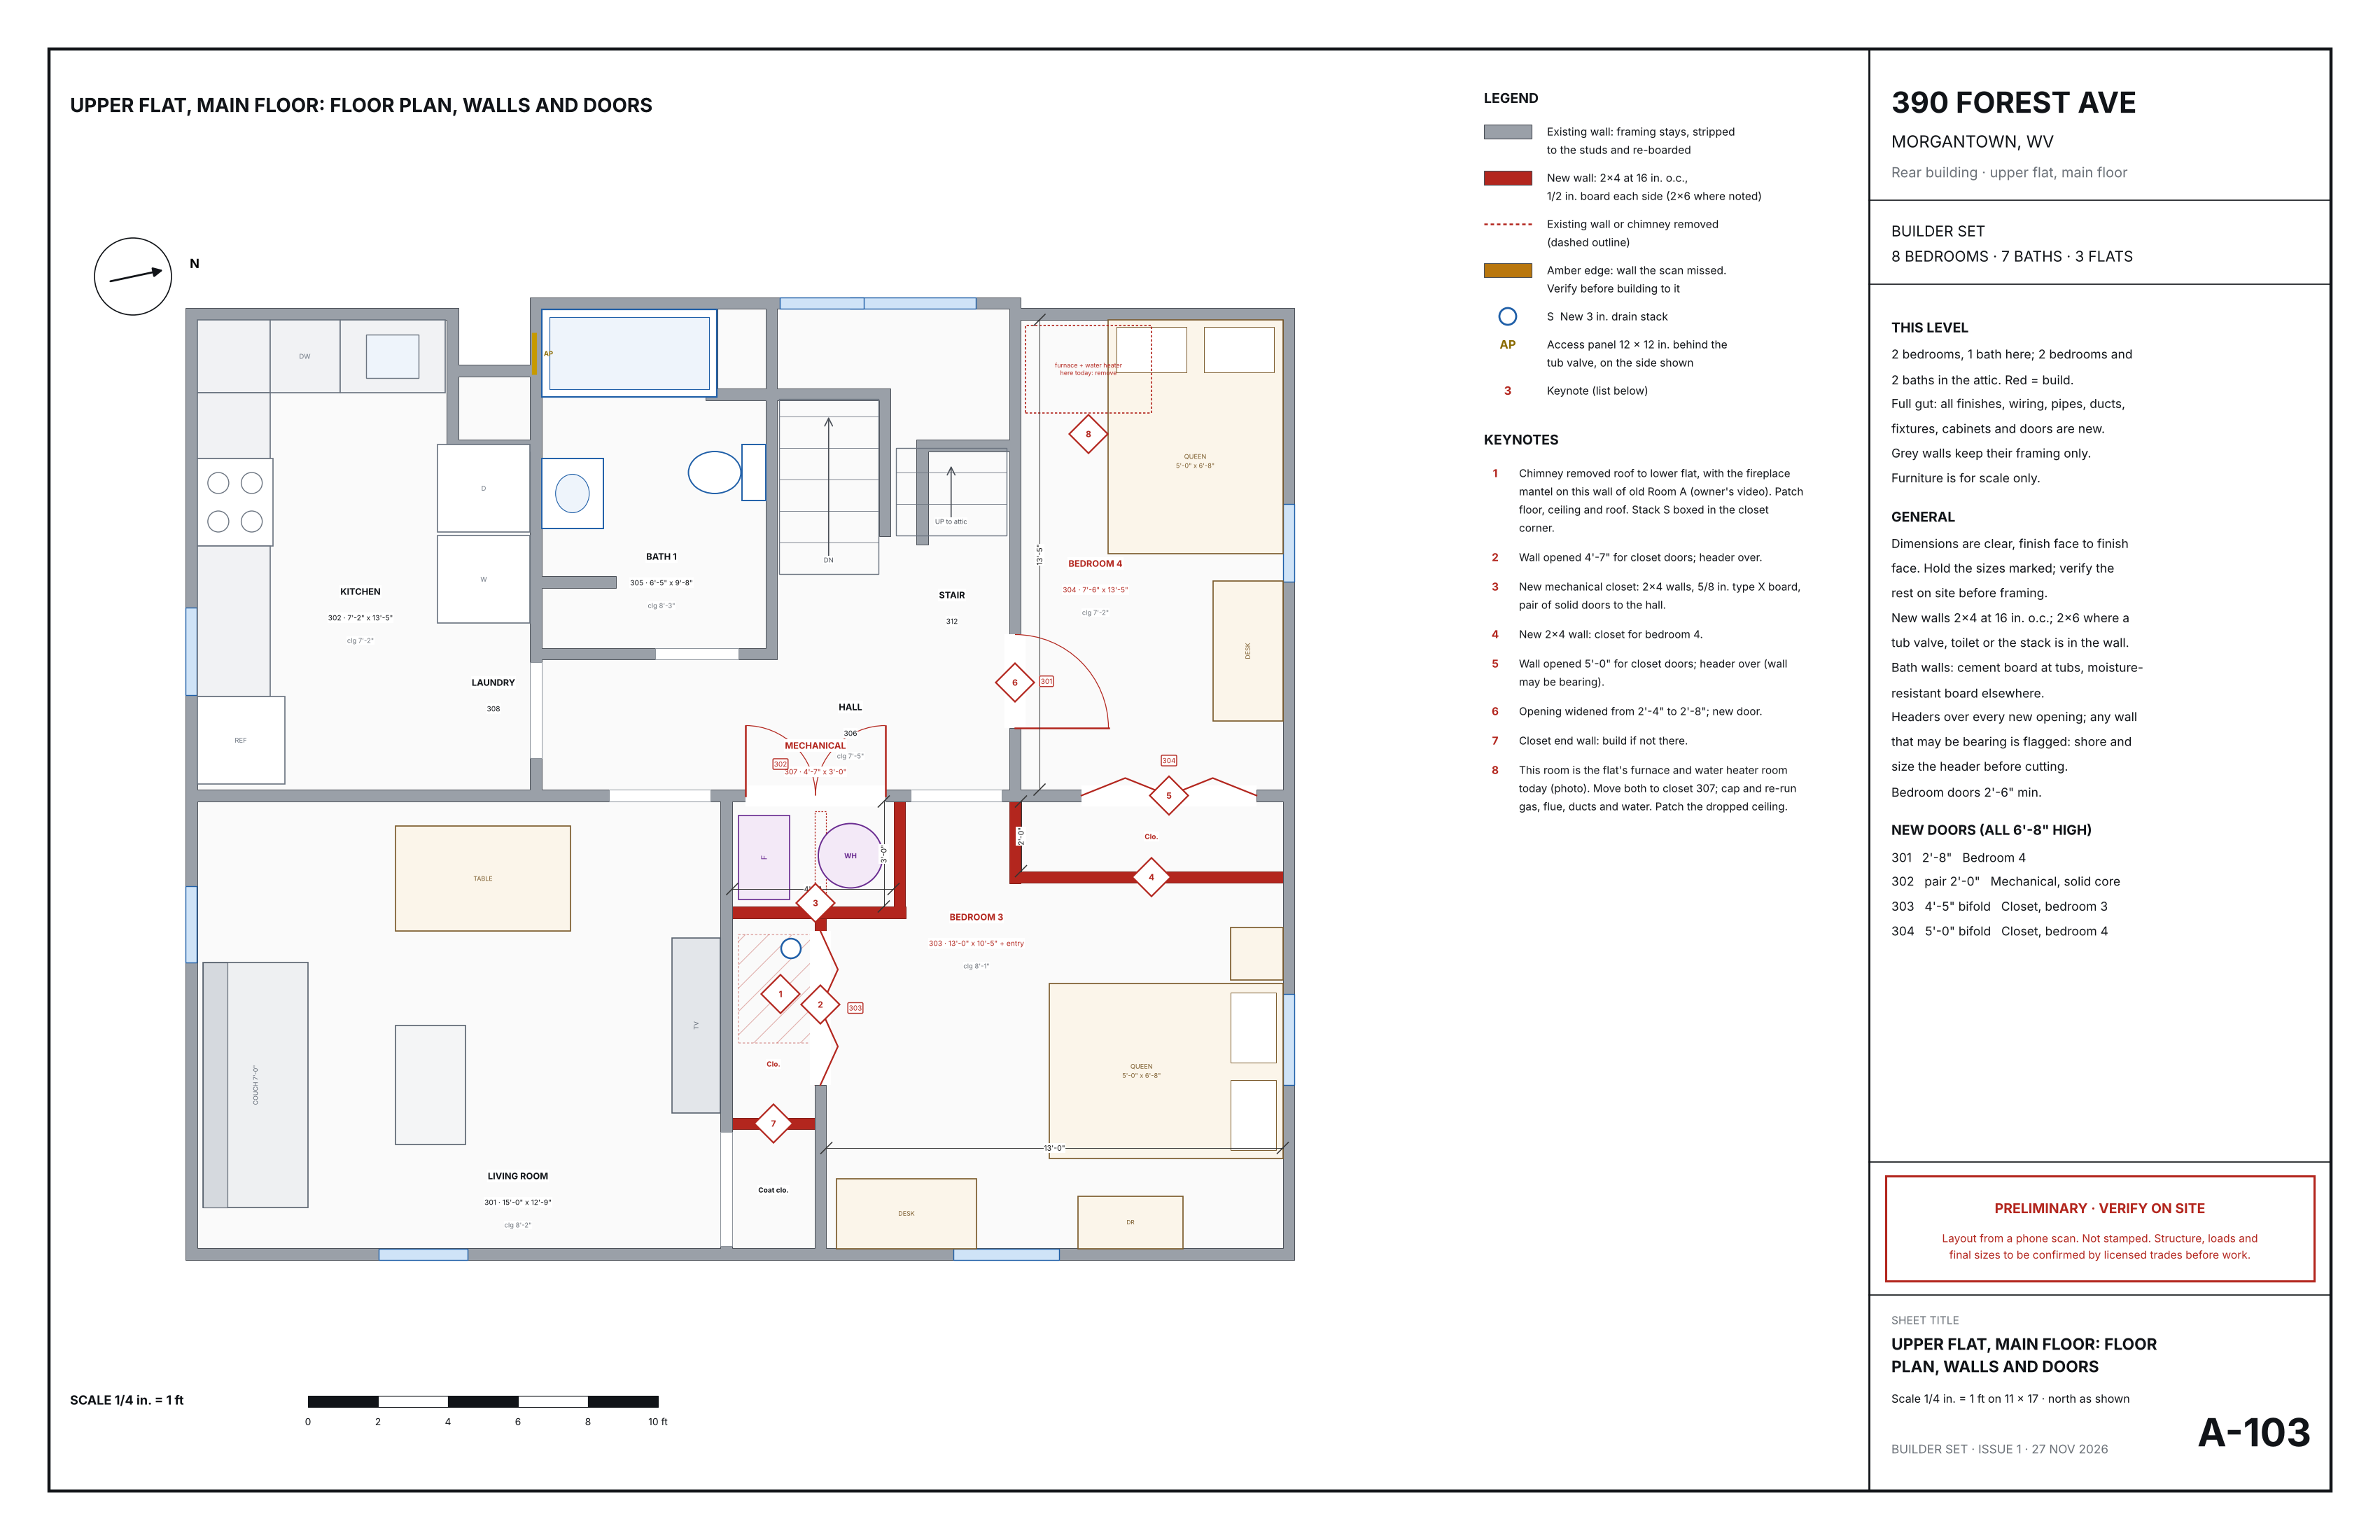 UPPER FLAT, MAIN FLOOR: FLOOR PLAN, WALLS AND DOORS
N
DW
AP
furnace + water heater
here today: remove
8
QUEEN
5'-0" x 6'-8"
D
UP to attic
DN
13'-5"
BATH 1
305 · 6'-5" x 9'-8"
clg 8'-3"
BEDROOM 4
304 · 7'-6" x 13'-5"
clg 7'-2"
W
KITCHEN
302 · 7'-2" x 13'-5"
clg 7'-2"
STAIR
312
DESK
LAUNDRY
308
6
301
HALL
306
clg 7'-5"
REF
MECHANICAL
302
307 · 4'-7" x 3'-0"
304
5
Clo.
2'-0"
F
WH
3'-0"
TABLE
4
3
BEDROOM 3
303 · 13'-0" x 10'-5" + entry
clg 8'-1"
1
2
303
TV
Clo.
COUCH 7'-0"
QUEEN
5'-0" x 6'-8"
7
13'-0"
LIVING ROOM
301 · 15'-0" x 12'-9"
clg 8'-2"
Coat clo.
DESK
DR
SCALE 1/4 in. = 1 ft
0 2 4 6 8 10 ft
LEGEND
Existing wall: framing stays, stripped
to the studs and re-boarded
New wall: 2×4 at 16 in. o.c.,
1/2 in. board each side (2×6 where noted)
Existing wall or chimney removed
(dashed outline)
Amber edge: wall the scan missed.
Verify before building to it
S New 3 in. drain stack
AP Access panel 12 × 12 in. behind the
tub valve, on the side shown
3 Keynote (list below)
KEYNOTES
1 Chimney removed roof to lower flat, with the fireplace
mantel on this wall of old Room A (owner's video). Patch
floor, ceiling and roof. Stack S boxed in the closet
corner.
2 Wall opened 4'-7" for closet doors; header over.
3 New mechanical closet: 2×4 walls, 5/8 in. type X board,
pair of solid doors to the hall.
4 New 2×4 wall: closet for bedroom 4.
5 Wall opened 5'-0" for closet doors; header over (wall
may be bearing).
6 Opening widened from 2'-4" to 2'-8"; new door.
7 Closet end wall: build if not there.
8 This room is the flat's furnace and water heater room
today (photo). Move both to closet 307; cap and re-run
gas, flue, ducts and water. Patch the dropped ceiling.
390 FOREST AVE
MORGANTOWN, WV
Rear building · upper flat, main floor
BUILDER SET
8 BEDROOMS · 7 BATHS · 3 FLATS
THIS LEVEL
2 bedrooms, 1 bath here; 2 bedrooms and
2 baths in the attic. Red = build.
Full gut: all finishes, wiring, pipes, ducts,
fixtures, cabinets and doors are new.
Grey walls keep their framing only.
Furniture is for scale only.
GENERAL
Dimensions are clear, finish face to finish
face. Hold the sizes marked; verify the
rest on site before framing.
New walls 2×4 at 16 in. o.c.; 2×6 where a
tub valve, toilet or the stack is in the wall.
Bath walls: cement board at tubs, moisture-
resistant board elsewhere.
Headers over every new opening; any wall
that may be bearing is flagged: shore and
size the header before cutting.
Bedroom doors 2'-6" min.
NEW DOORS (ALL 6'-8" HIGH)
301 2'-8" Bedroom 4
302 pair 2'-0" Mechanical, solid core
303 4'-5" bifold Closet, bedroom 3
304 5'-0" bifold Closet, bedroom 4
PRELIMINARY · VERIFY ON SITE
Layout from a phone scan. Not stamped. Structure, loads and
final sizes to be confirmed by licensed trades before work.
SHEET TITLE
UPPER FLAT, MAIN FLOOR: FLOOR
PLAN, WALLS AND DOORS
Scale 1/4 in. = 1 ft on 11 × 17 · north as shown
BUILDER SET · ISSUE 1 · 27 NOV 2026
A-103